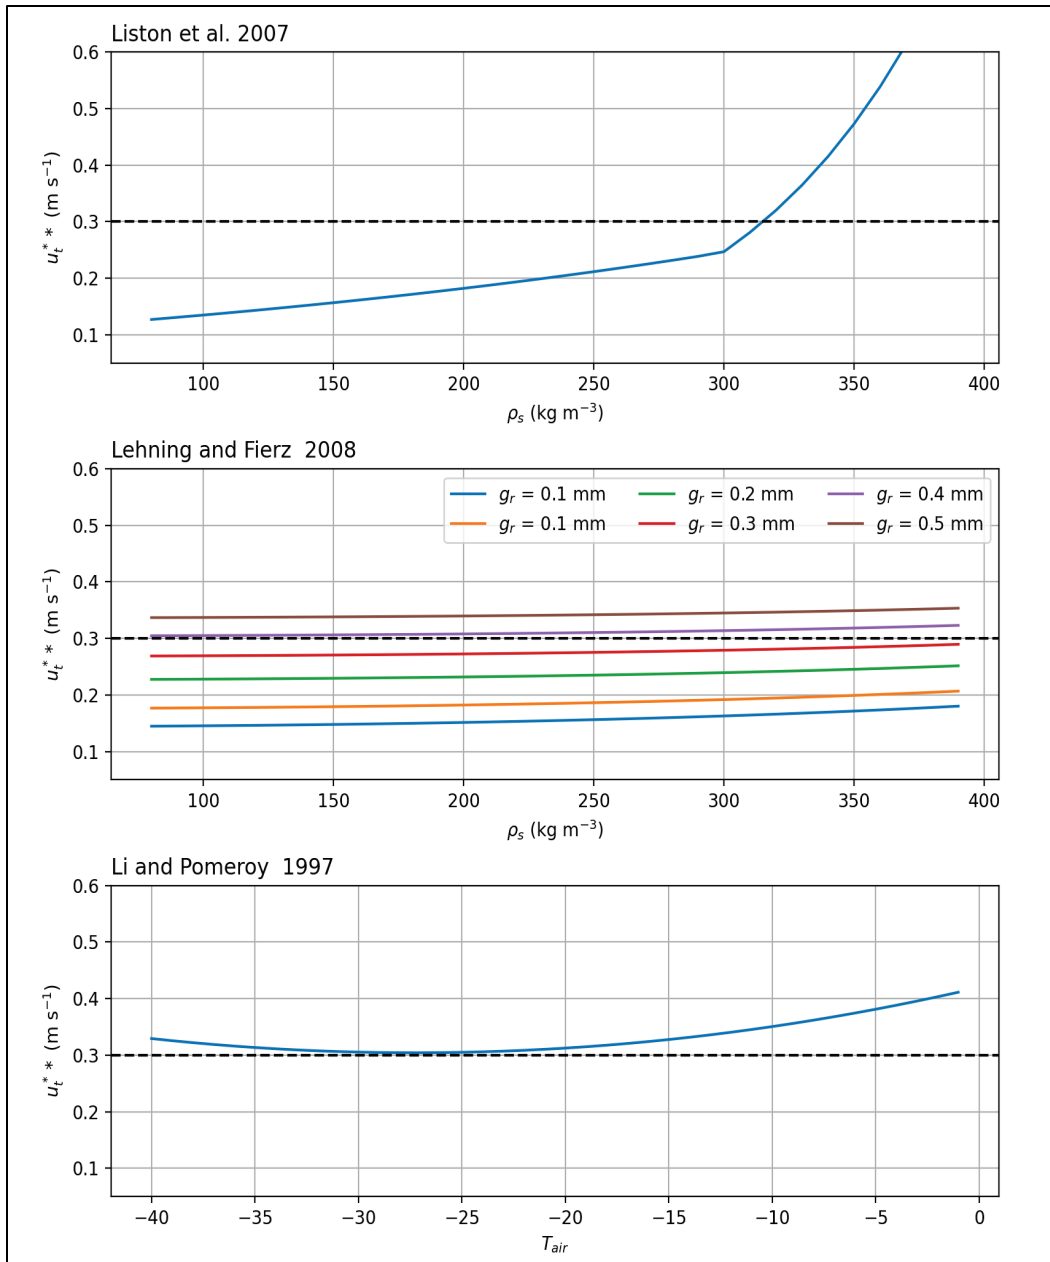 Liston et al. 2007
0.6
0.5
0.4
0.3
0.2
0.1
u_t^* * (m s⁻¹)
100 150 200 250 300 350 400
ρ_s (kg m⁻³)
Lehning and Fierz 2008
g_r = 0.1 mm g_r = 0.2 mm g_r = 0.4 mm
g_r = 0.1 mm g_r = 0.3 mm g_r = 0.5 mm
0.6
0.5
0.4
0.3
0.2
0.1
u_t^* * (m s⁻¹)
100 150 200 250 300 350 400
ρ_s (kg m⁻³)
Li and Pomeroy 1997
0.6
0.5
0.4
0.3
0.2
0.1
u_t^* * (m s⁻¹)
−40 −35 −30 −25 −20 −15 −10 −5 0
T_air